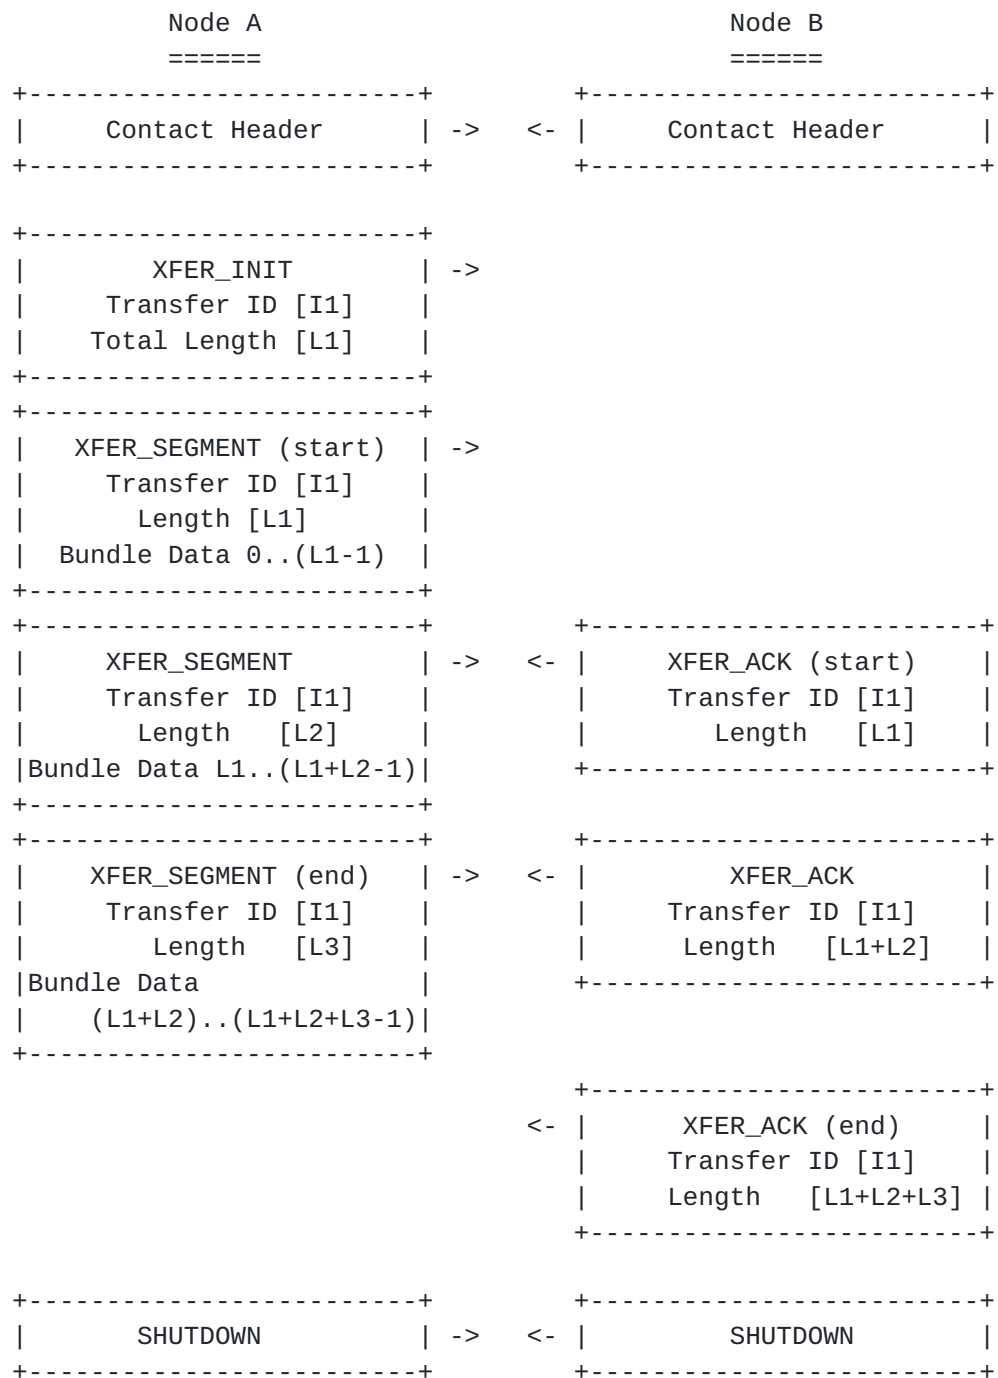 Node A                              Node B
          ======                              ======
+-------------------------+         +-------------------------+
|     Contact Header      | ->   <- |     Contact Header      |
+-------------------------+         +-------------------------+

+-------------------------+
|        XFER_INIT        | ->
|     Transfer ID [I1]    |
|    Total Length [L1]    |
+-------------------------+
+-------------------------+
|   XFER_SEGMENT (start)  | ->
|     Transfer ID [I1]    |
|       Length [L1]       |
|  Bundle Data 0..(L1-1)  |
+-------------------------+
+-------------------------+         +-------------------------+
|     XFER_SEGMENT        | ->   <- |     XFER_ACK (start)    |
|     Transfer ID [I1]    |         |     Transfer ID [I1]    |
|       Length   [L2]     |         |        Length   [L1]    |
|Bundle Data L1..(L1+L2-1)|         +-------------------------+
+-------------------------+
+-------------------------+         +-------------------------+
|    XFER_SEGMENT (end)   | ->   <- |         XFER_ACK        |
|     Transfer ID [I1]    |         |     Transfer ID [I1]    |
|        Length   [L3]    |         |      Length   [L1+L2]   |
|Bundle Data              |         +-------------------------+
|    (L1+L2)..(L1+L2+L3-1)|
+-------------------------+
                                    +-------------------------+
                                 <- |      XFER_ACK (end)     |
                                    |     Transfer ID [I1]    |
                                    |     Length   [L1+L2+L3] |
                                    +-------------------------+

+-------------------------+         +-------------------------+
|       SHUTDOWN          | ->   <- |         SHUTDOWN        |
+-------------------------+         +-------------------------+